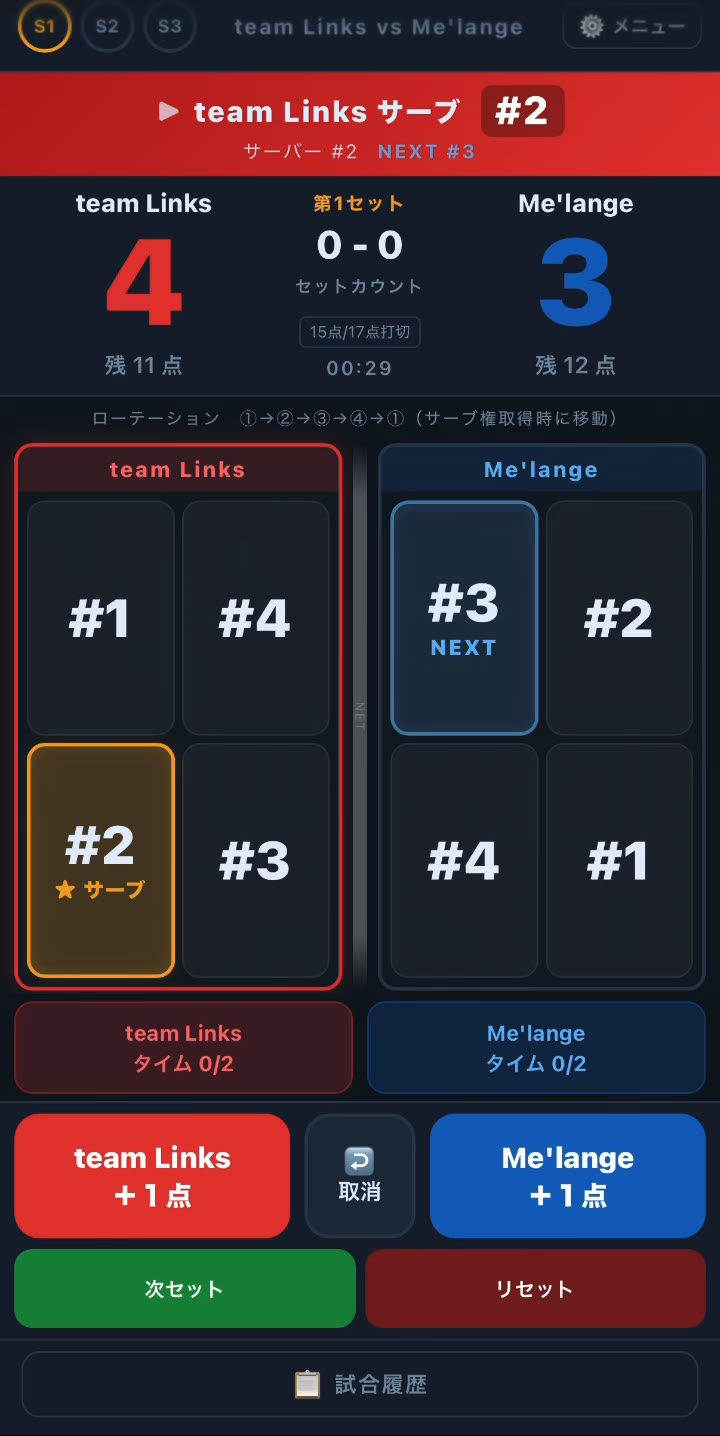 S1 S2 S3 team Links vs Me'lange メニュー
team Links サーブ #2
サーバー #2 NEXT #3
team Links
4
残 11 点
第1セット
0 - 0
セットカウント
15点/17点打切
00:29
Me'lange
3
残 12 点
ローテーション ①→②→③→④→①（サーブ権取得時に移動）
team Links
#1 #4
#2 #3
★ サーブ
NET
Me'lange
#3 #2
NEXT
#4 #1
team Links
タイム 0/2
Me'lange
タイム 0/2
team Links
+ 1 点
取消
Me'lange
+ 1 点
次セット
リセット
試合履歴